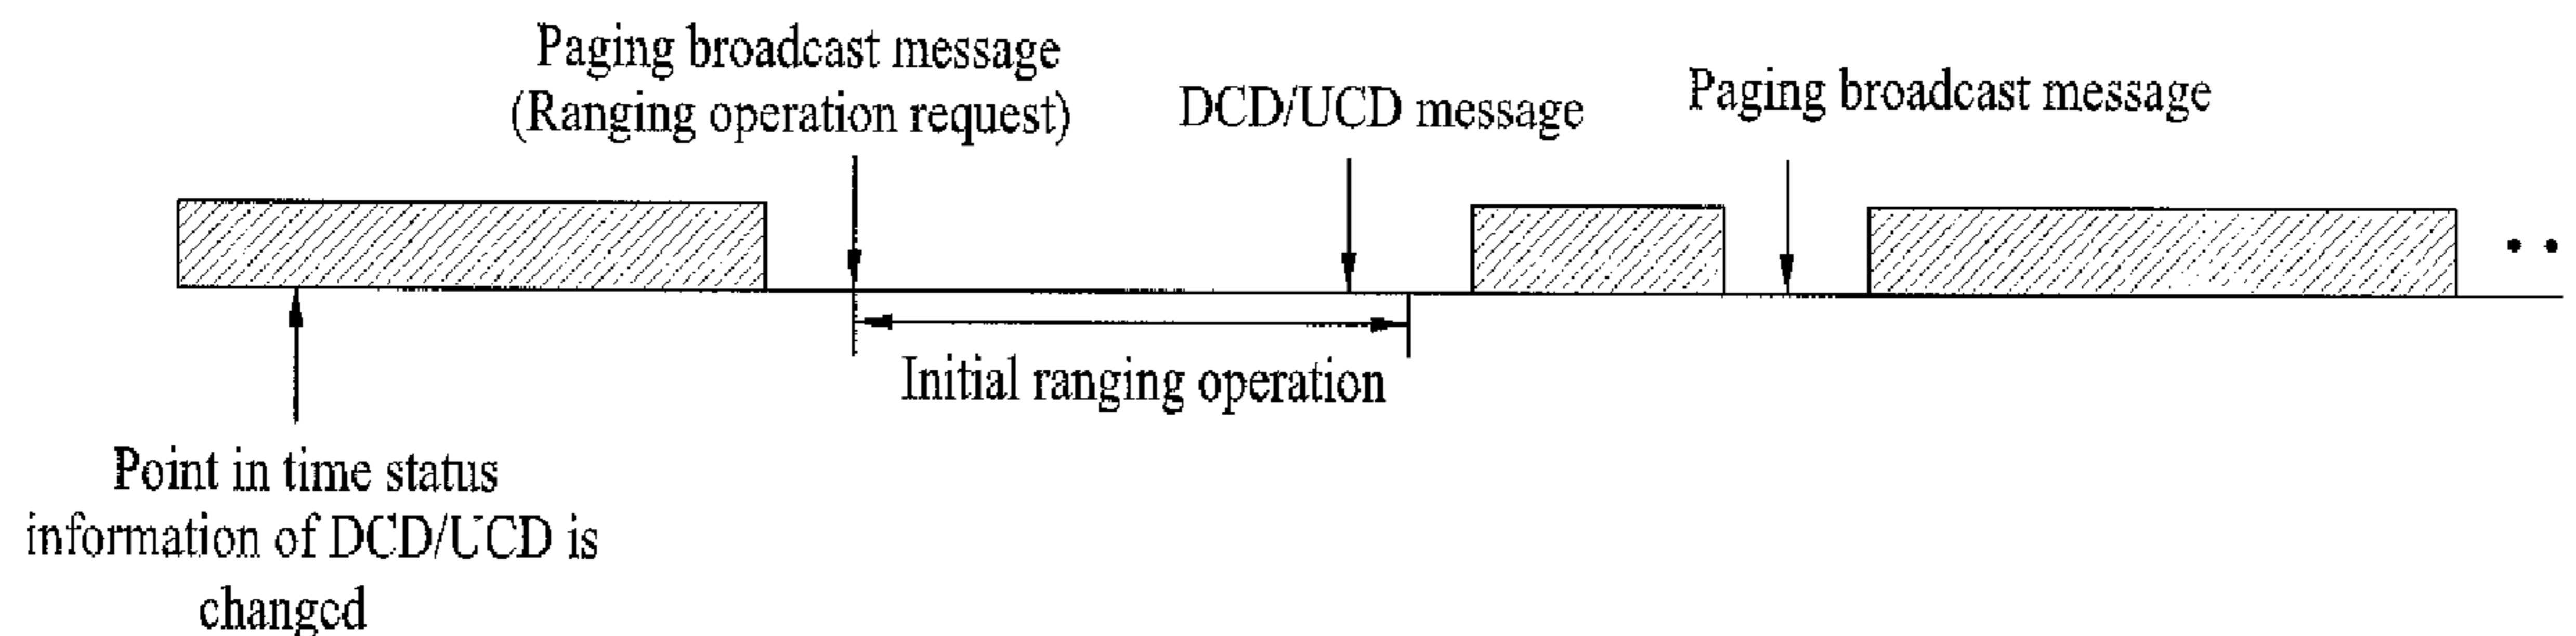 Paging broadcast message
(Ranging operation request)
DCD/UCD message
Paging broadcast message
Initial ranging operation
Point in time status
information of DCD/UCD is
changed